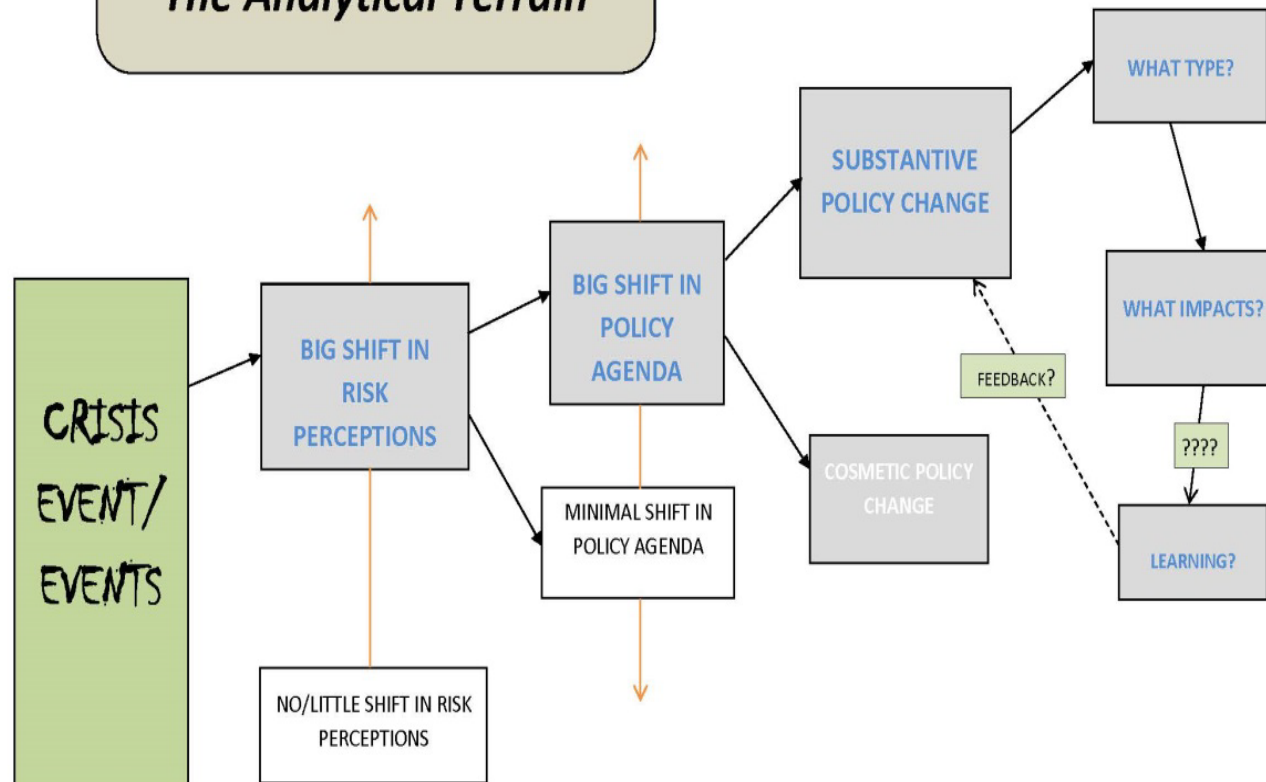 The Analytical Terrain
WHAT TYPE?
SUBSTANTIVE
POLICY CHANGE
BIG SHIFT IN
POLICY
AGENDA
WHAT IMPACTS?
BIG SHIFT IN
RISK
PERCEPTIONS
FEEDBACK?
CRISIS
EVENT/
EVENTS
????
COSMETIC POLICY
CHANGE
MINIMAL SHIFT IN
POLICY AGENDA
LEARNING?
NO/LITTLE SHIFT IN RISK
PERCEPTIONS